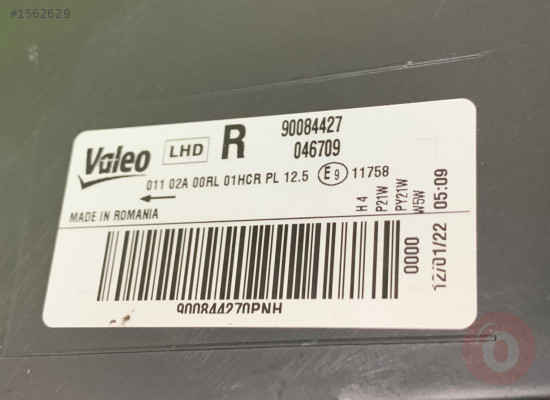 #1562629
Valeo LHD R 90084427
046709
011 02A 00RL 01HCR PL 12.5 E9 11758
MADE IN ROMANIA
H4
P21W
PY21W
W5W
0000
12/01/22 05:09
900844270PNH